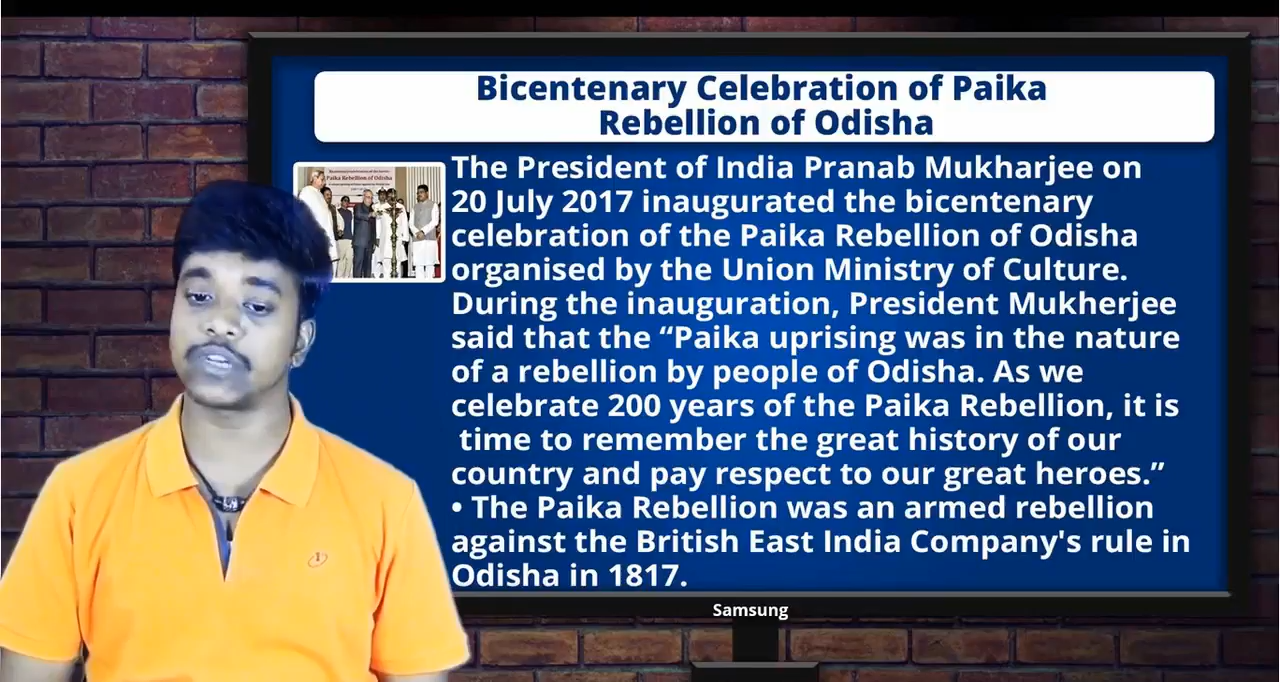 Bicentenary Celebration of Paika
Rebellion of Odisha
Paika Rebellion of Odisha
The President of India Pranab Mukharjee on
20 July 2017 inaugurated the bicentenary
celebration of the Paika Rebellion of Odisha
organised by the Union Ministry of Culture.
During the inauguration, President Mukherjee
said that the “Paika uprising was in the nature
of a rebellion by people of Odisha. As we
celebrate 200 years of the Paika Rebellion, it is
time to remember the great history of our
country and pay respect to our great heroes.”
• The Paika Rebellion was an armed rebellion
against the British East India Company's rule in
Odisha in 1817.
Samsung